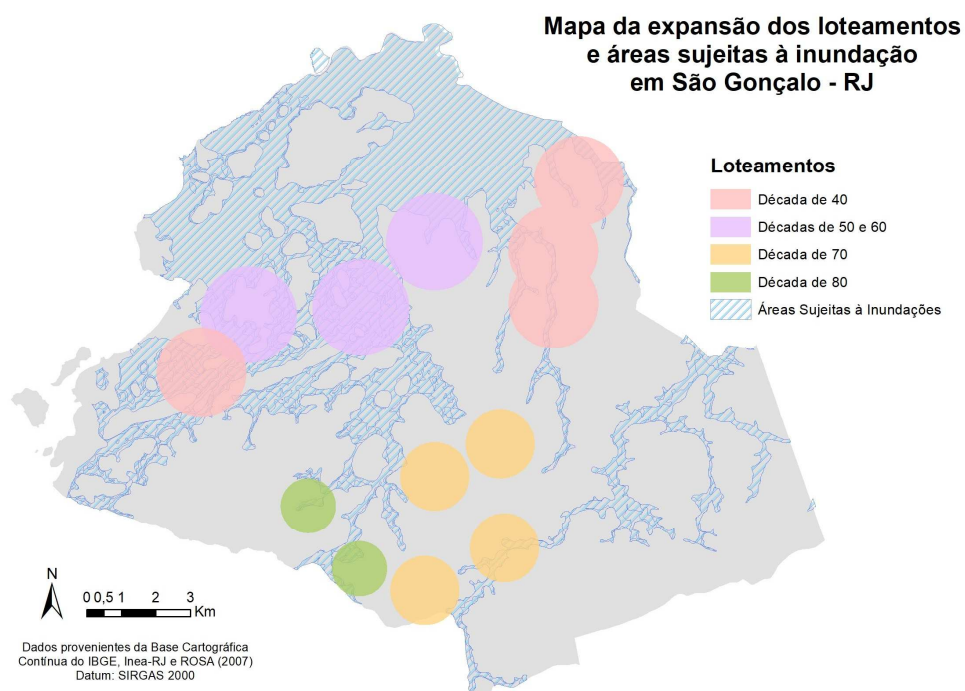 Mapa da expansão dos loteamentos
e áreas sujeitas à inundação
em São Gonçalo - RJ
Loteamentos
Década de 40
Décadas de 50 e 60
Década de 70
Década de 80
Áreas Sujeitas à Inundações
N
0 0,5 1 2 3
Km
Dados provenientes da Base Cartográfica
Contínua do IBGE, Inea-RJ e ROSA (2007)
Datum: SIRGAS 2000